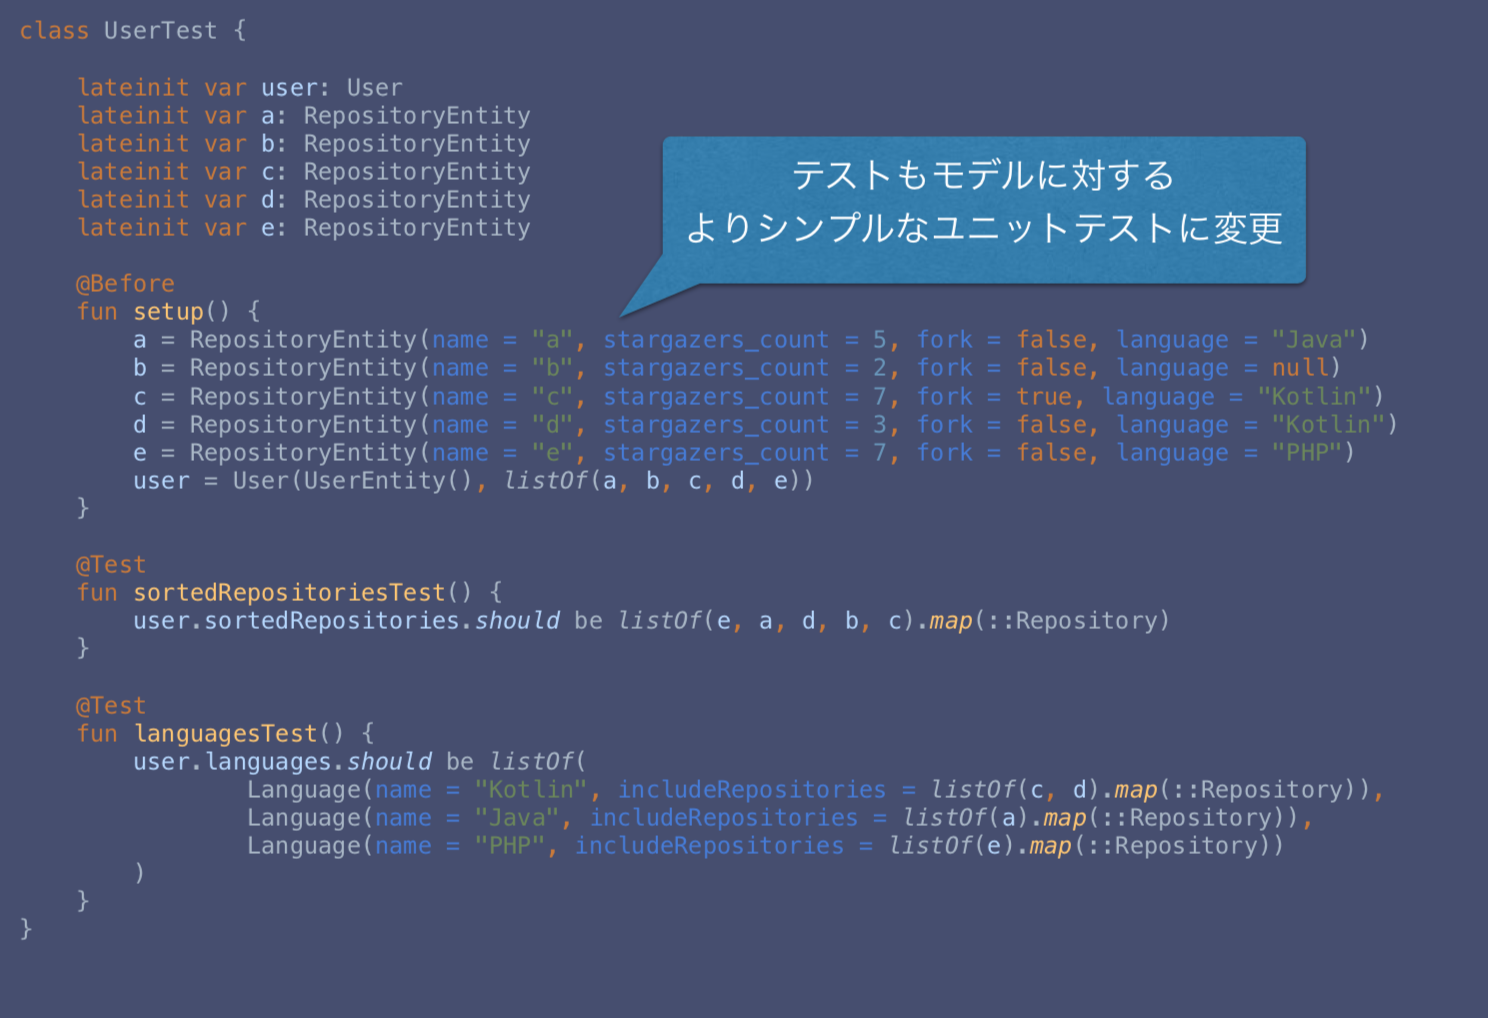 class UserTest {
lateinit var user: User
lateinit var a: RepositoryEntity
lateinit var b: RepositoryEntity
lateinit var c: RepositoryEntity
lateinit var d: RepositoryEntity
lateinit var e: RepositoryEntity
テストもモデルに対する
よりシンプルなユニットテストに変更
@Before
fun setup() {
a = RepositoryEntity(name = "a", stargazers_count = 5, fork = false, language = "Java")
b = RepositoryEntity(name = "b", stargazers_count = 2, fork = false, language = null)
c = RepositoryEntity(name = "c", stargazers_count = 7, fork = true, language = "Kotlin")
d = RepositoryEntity(name = "d", stargazers_count = 3, fork = false, language = "Kotlin")
e = RepositoryEntity(name = "e", stargazers_count = 7, fork = false, language = "PHP")
user = User(UserEntity(), listOf(a, b, c, d, e))
}
@Test
fun sortedRepositoriesTest() {
user.sortedRepositories.should be listOf(e, a, d, b, c).map(::Repository)
}
@Test
fun languagesTest() {
user.languages.should be listOf(
Language(name = "Kotlin", includeRepositories = listOf(c, d).map(::Repository)),
Language(name = "Java", includeRepositories = listOf(a).map(::Repository)),
Language(name = "PHP", includeRepositories = listOf(e).map(::Repository))
)
}
}